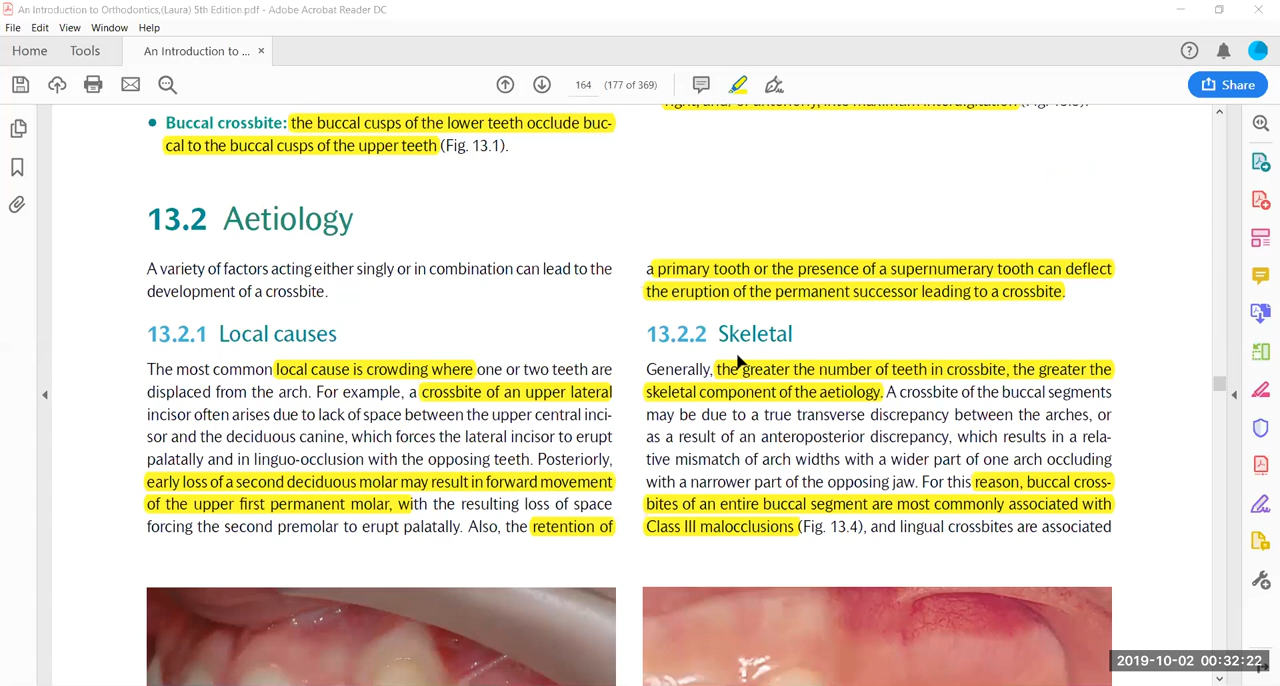 An Introduction to Orthodontics,(Laura) 5th Edition.pdf - Adobe Acrobat Reader DC
File Edit View Window Help
Home Tools An Introduction to ... ×
164 (177 of 369) Share
• Buccal crossbite: the buccal cusps of the lower teeth occlude buc-
cal to the buccal cusps of the upper teeth (Fig. 13.1).
13.2 Aetiology
A variety of factors acting either singly or in combination can lead to the
development of a crossbite.
13.2.1 Local causes
The most common local cause is crowding where one or two teeth are
displaced from the arch. For example, a crossbite of an upper lateral
incisor often arises due to lack of space between the upper central inci-
sor and the deciduous canine, which forces the lateral incisor to erupt
palatally and in linguo-occlusion with the opposing teeth. Posteriorly,
early loss of a second deciduous molar may result in forward movement
of the upper first permanent molar, with the resulting loss of space
forcing the second premolar to erupt palatally. Also, the retention of
a primary tooth or the presence of a supernumerary tooth can deflect
the eruption of the permanent successor leading to a crossbite.
13.2.2 Skeletal
Generally, the greater the number of teeth in crossbite, the greater the
skeletal component of the aetiology. A crossbite of the buccal segments
may be due to a true transverse discrepancy between the arches, or
as a result of an anteroposterior discrepancy, which results in a rela-
tive mismatch of arch widths with a wider part of one arch occluding
with a narrower part of the opposing jaw. For this reason, buccal cross-
bites of an entire buccal segment are most commonly associated with
Class III malocclusions (Fig. 13.4), and lingual crossbites are associated
2019-10-02 00:32:22